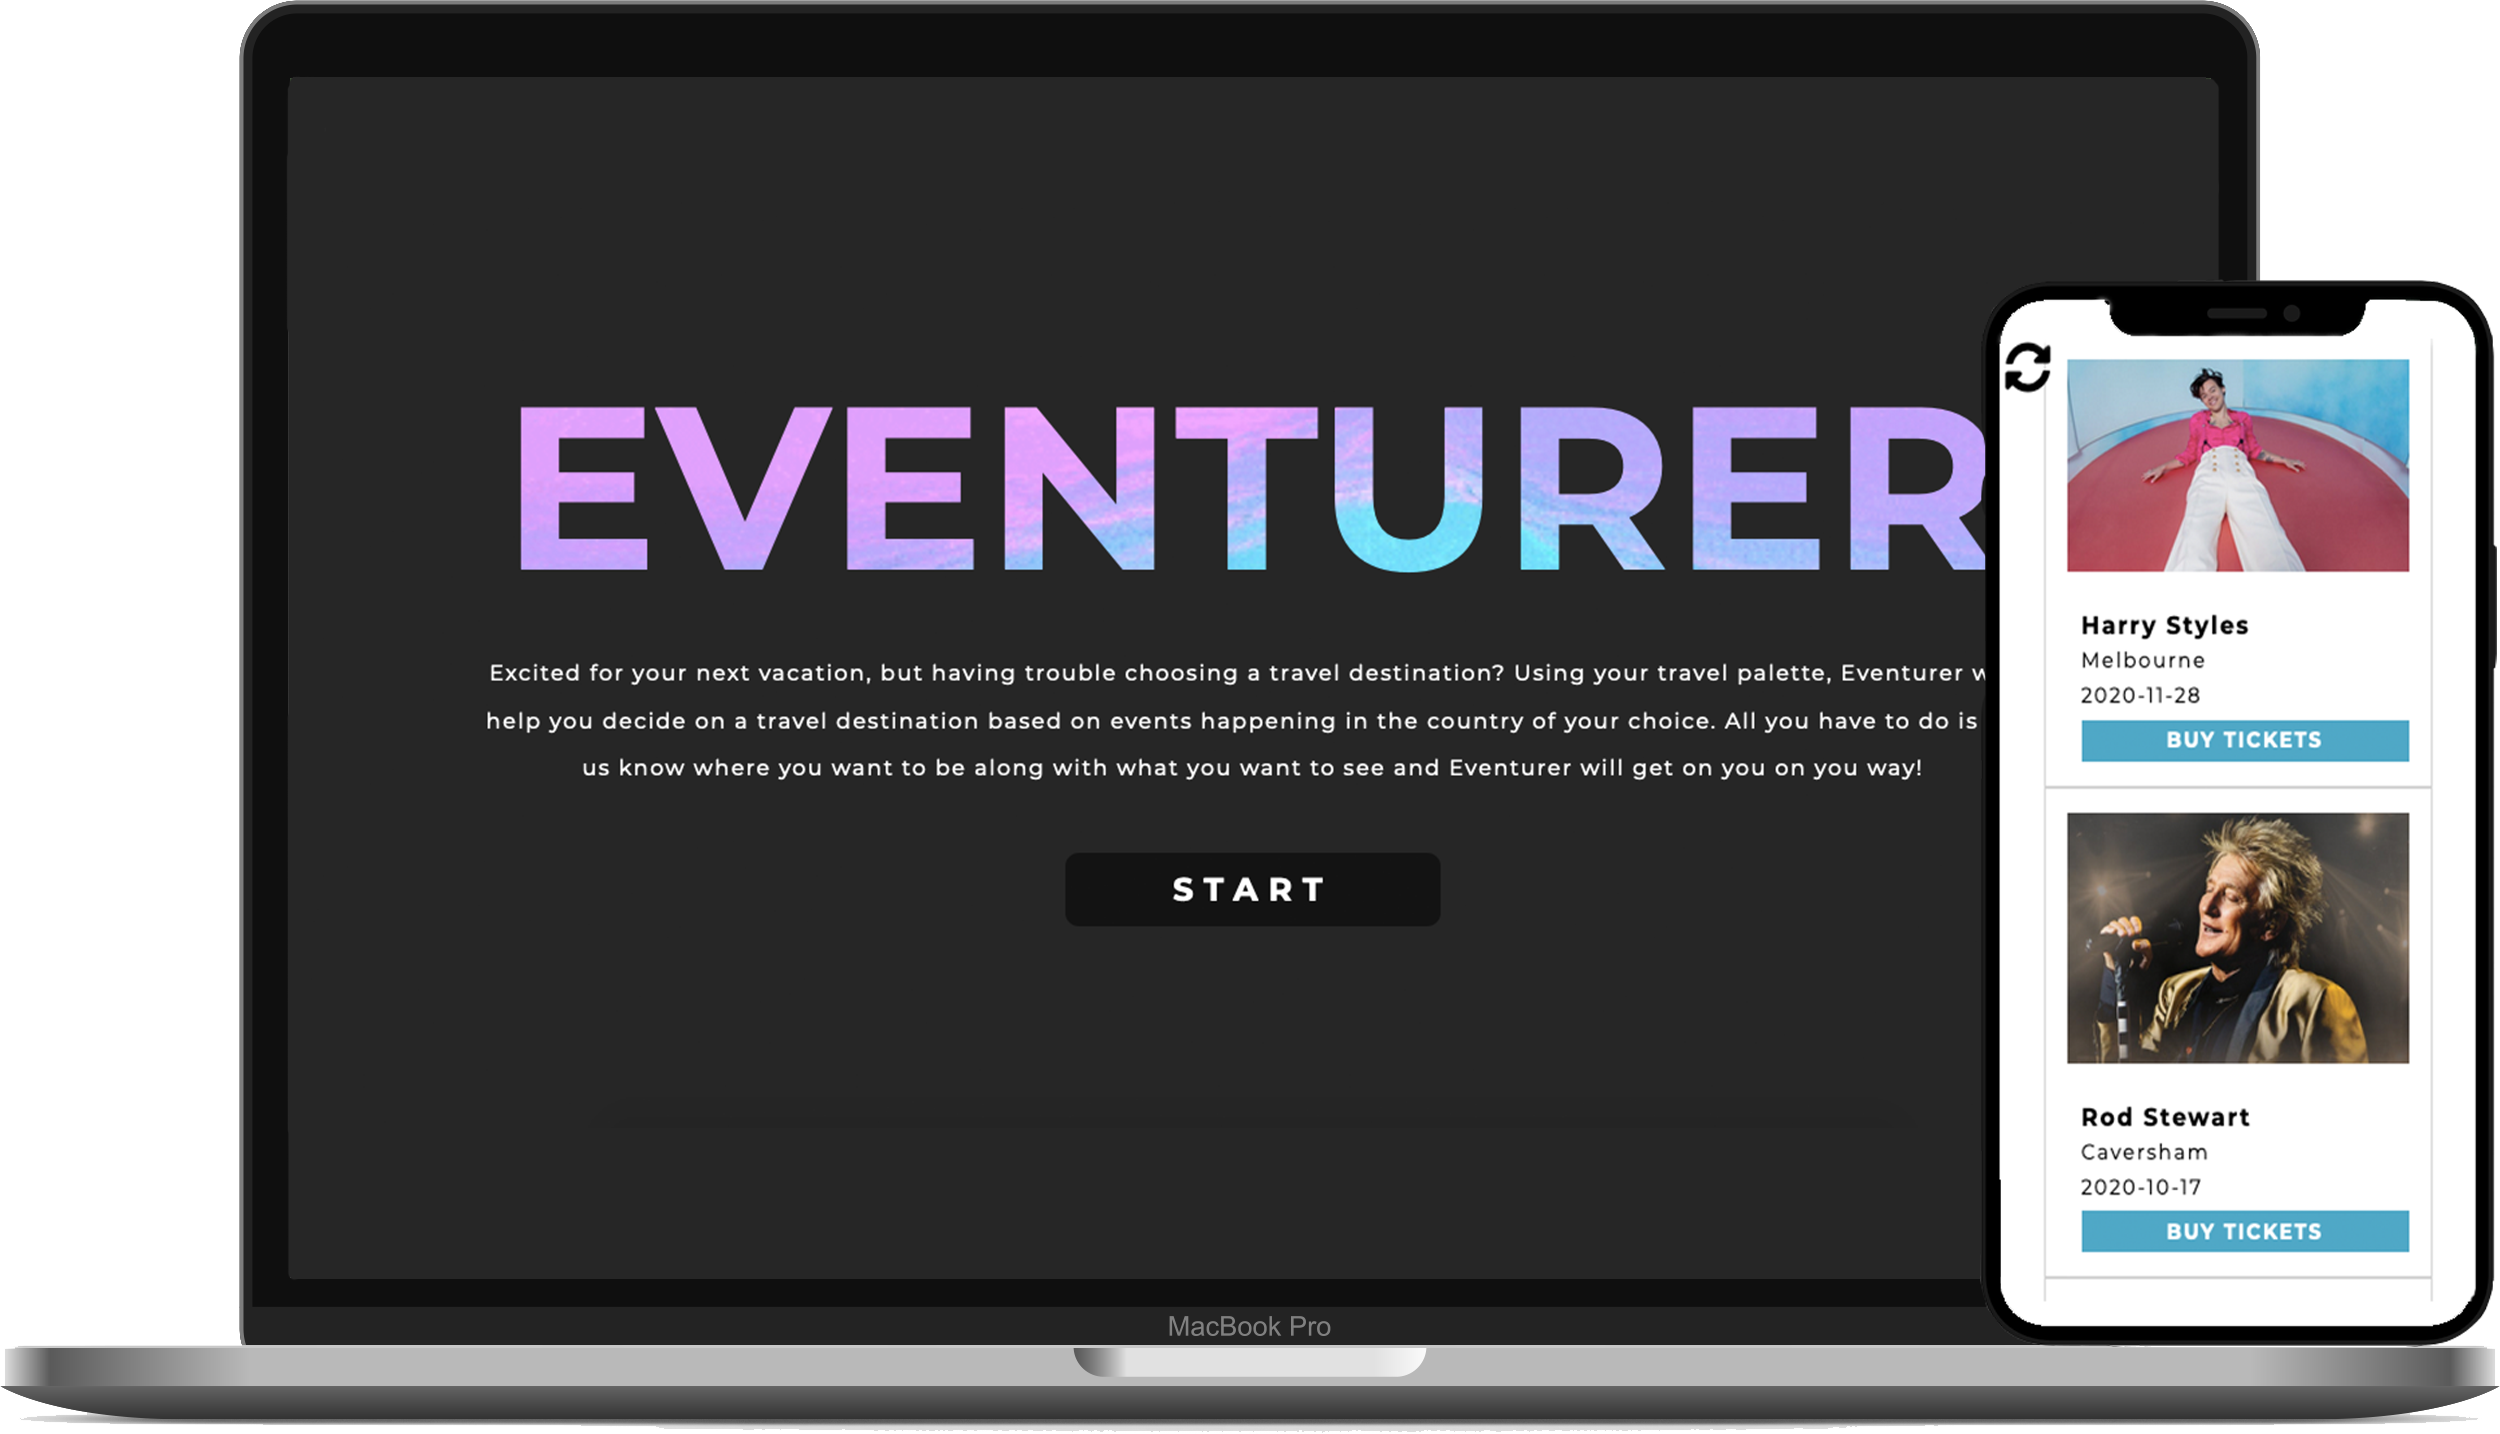 EVENTURER
Excited for your next vacation, but having trouble choosing a travel destination? Using your travel palette, Eventurer
help you decide on a travel destination based on events happening in the country of your choice. All you have to do is
us know where you want to be along with what you want to see and Eventurer will get on you on you way!
START
MacBook Pro
Harry Styles
Melbourne
2020-11-28
BUY TICKETS
Rod Stewart
Caversham
2020-10-17
BUY TICKETS